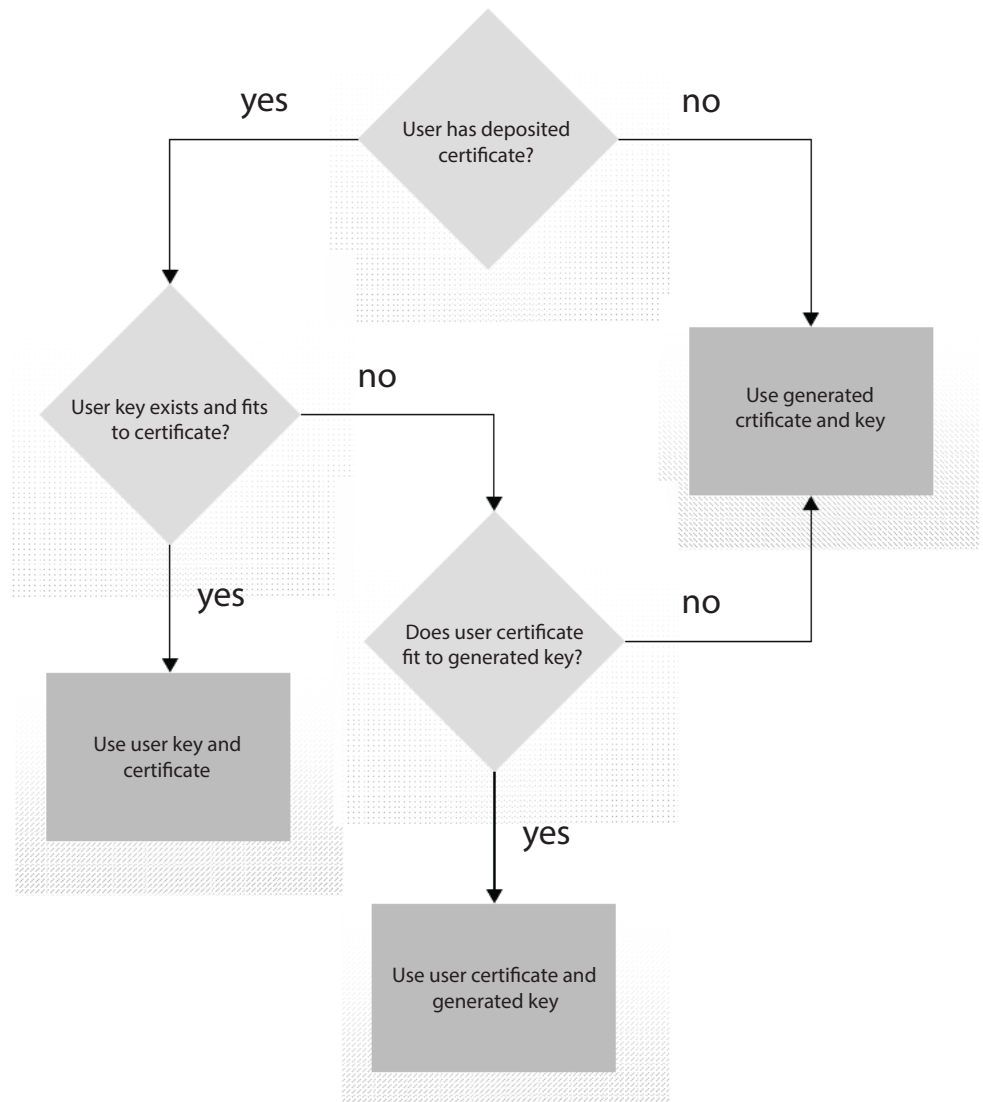 yes
no
User has deposited
certificate?
no
User key exists and fits
to certificate?
Use generated
crtificate and key
yes
no
Does user certificate
fit to generated key?
Use user key and
certificate
yes
Use user certificate and
generated key